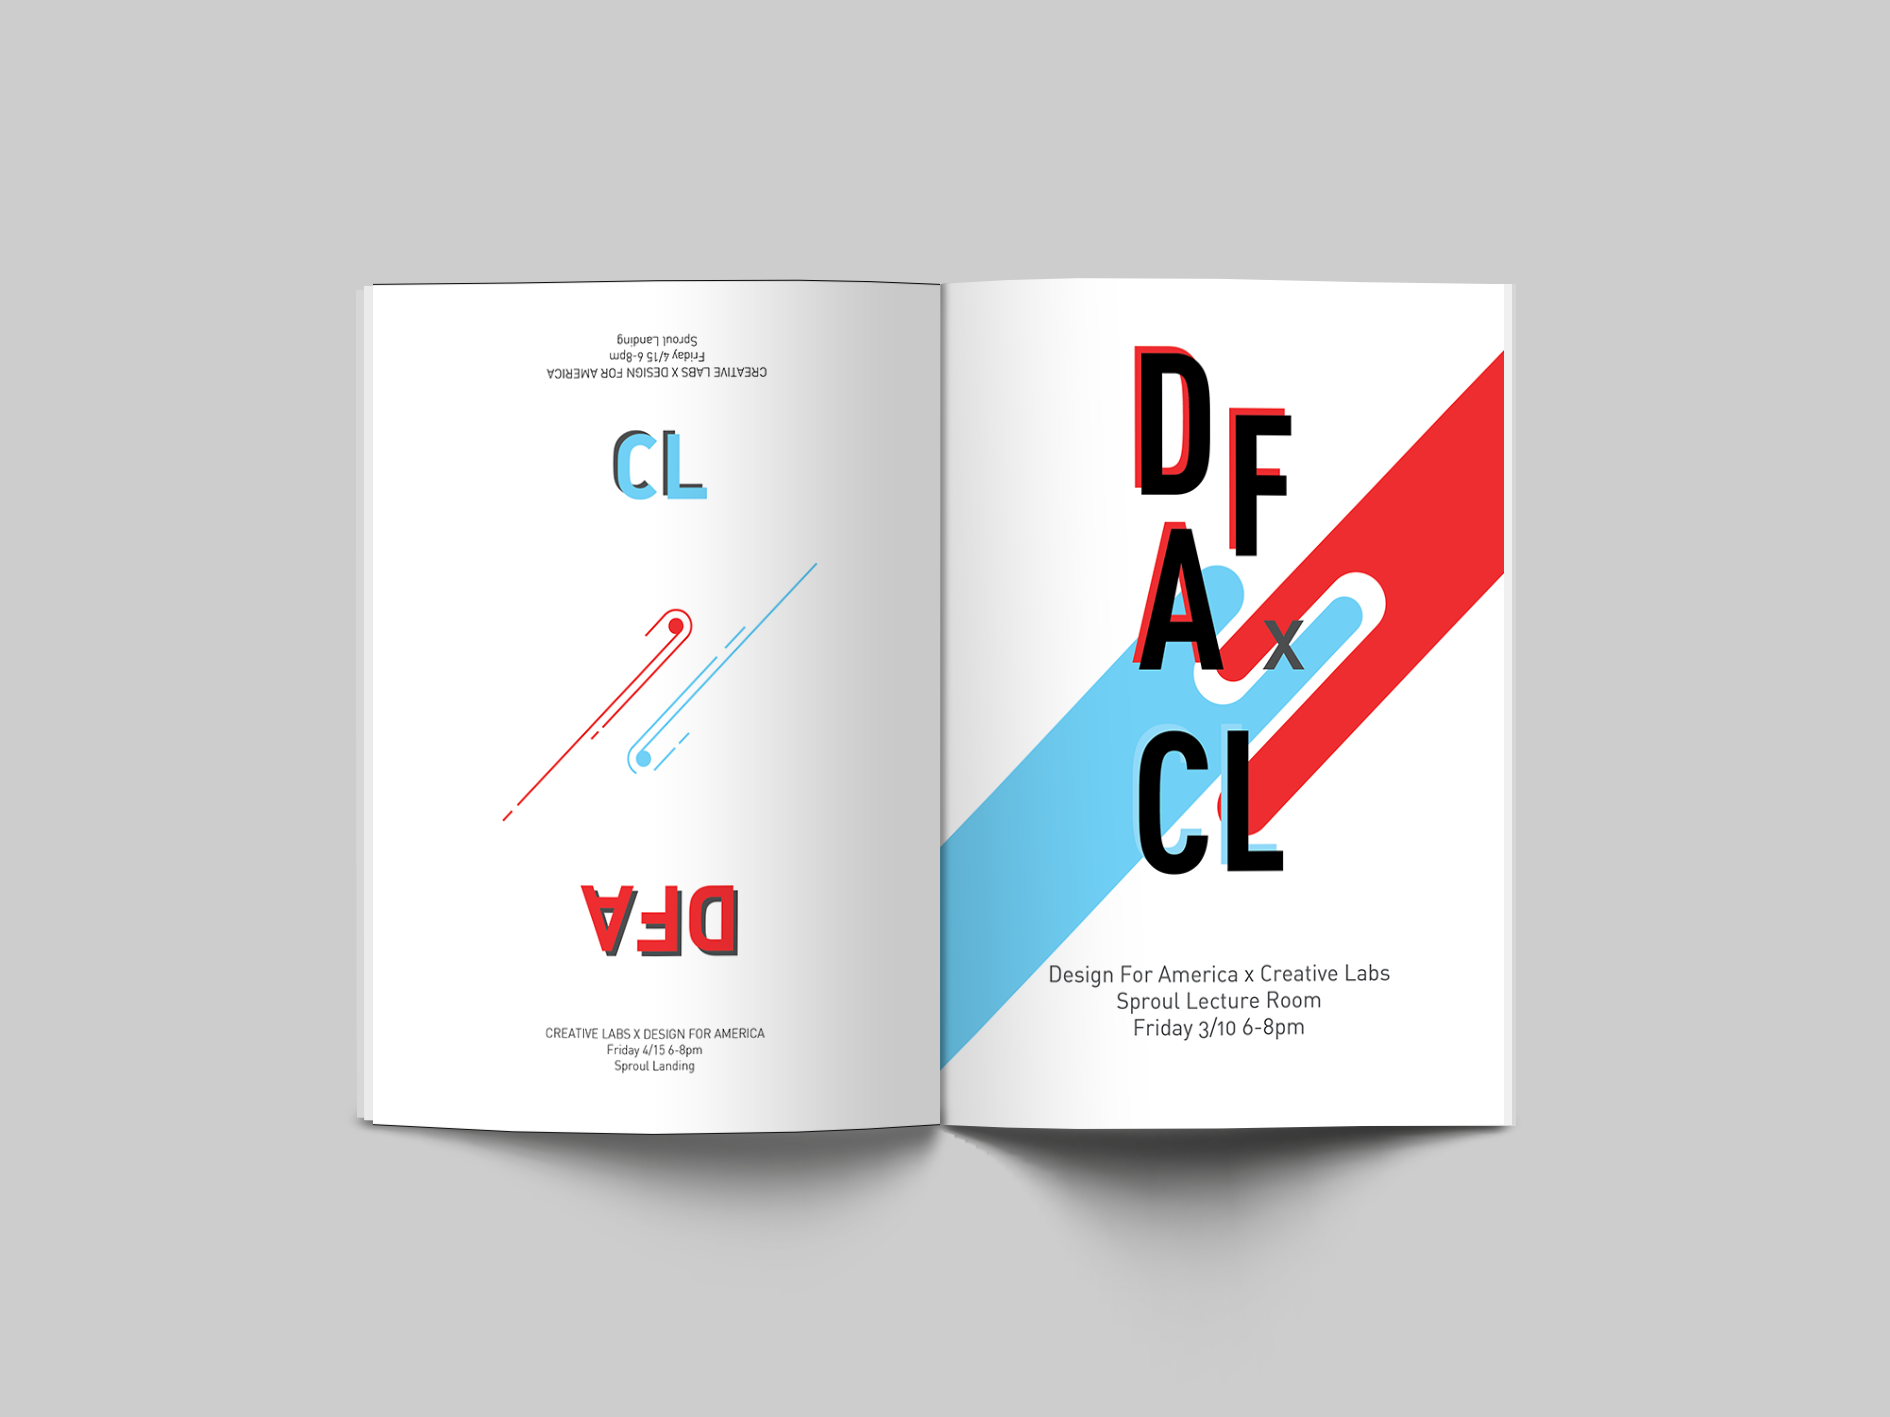 Sproul Landing
Friday 4/15 6-8pm
CREATIVE LABS X DESIGN FOR AMERICA
CL
DFA
CREATIVE LABS X DESIGN FOR AMERICA
Friday 4/15 6-8pm
Sproul Landing
D
F
A
x
CL
Design For America x Creative Labs
Sproul Lecture Room
Friday 3/10 6-8pm